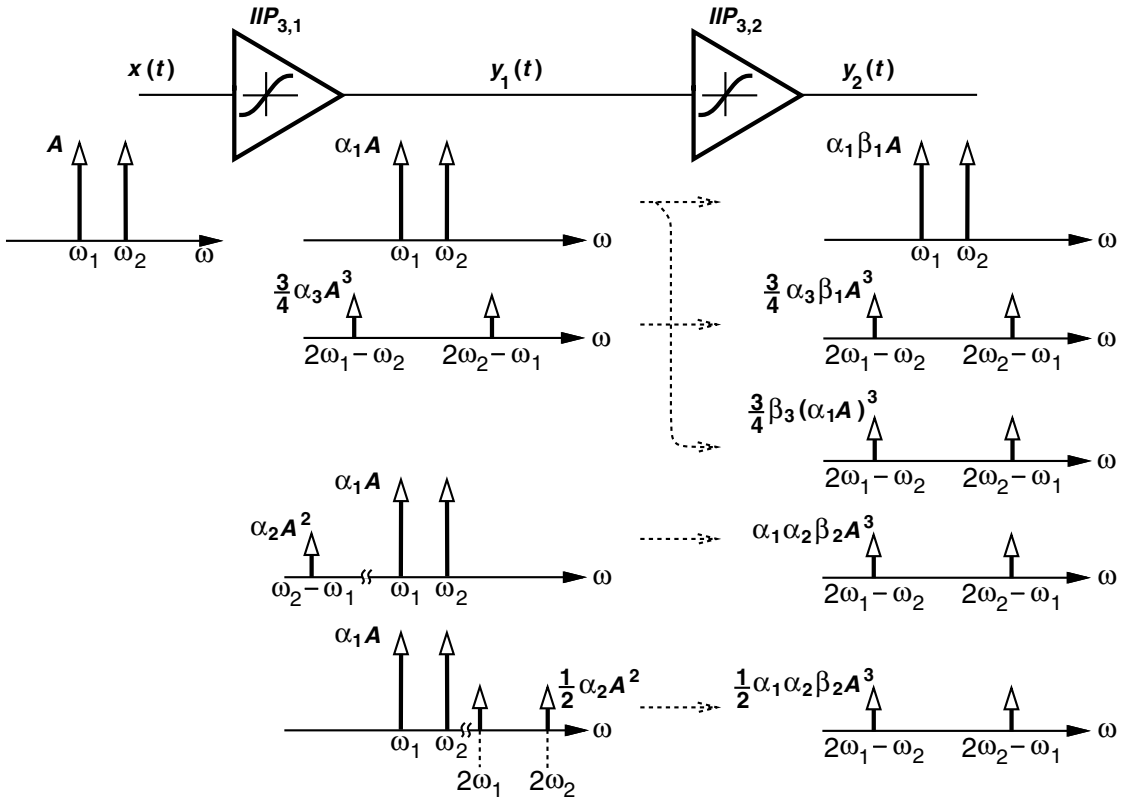 IIP₃,₁ IIP₃,₂
x(t) y₁(t) y₂(t)
A α₁A α₁β₁A
ω₁ ω₂ ω ω₁ ω₂ ω ω₁ ω₂ ω
3/4 α₃A³ 3/4 α₃β₁A³
2ω₁−ω₂ 2ω₂−ω₁ ω 2ω₁−ω₂ 2ω₂−ω₁ ω
3/4 β₃(α₁A)³
2ω₁−ω₂ 2ω₂−ω₁ ω
α₁A
α₂A² α₁α₂β₂A³
ω₂−ω₁ ω₁ ω₂ ω 2ω₁−ω₂ 2ω₂−ω₁ ω
α₁A 1/2 α₂A² 1/2 α₁α₂β₂A³
ω₁ ω₂ ω 2ω₁−ω₂ 2ω₂−ω₁ ω
2ω₁ 2ω₂